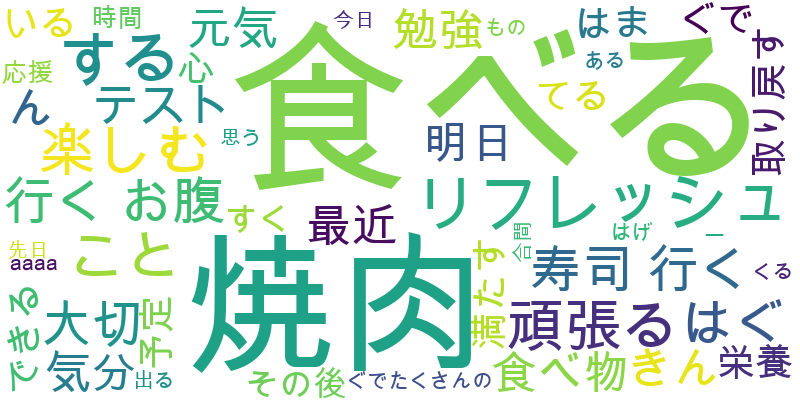 いる
時間
元気
今日
勉強
もの
はま
ぐで
応援
する
心
食べる
ある
ん
テスト
てる
取り戻す
楽しむ
思う
明日
行く
お腹
リフレッシュ
すく
最近
はげ
ー
先日
aaaa
こと
焼肉
満たす
合間
寿司
行く
くる
できる
大切
予定
頑張る
はぐ
気分
出る
その後
ぐでたくさんの
食べ物
きん
栄養